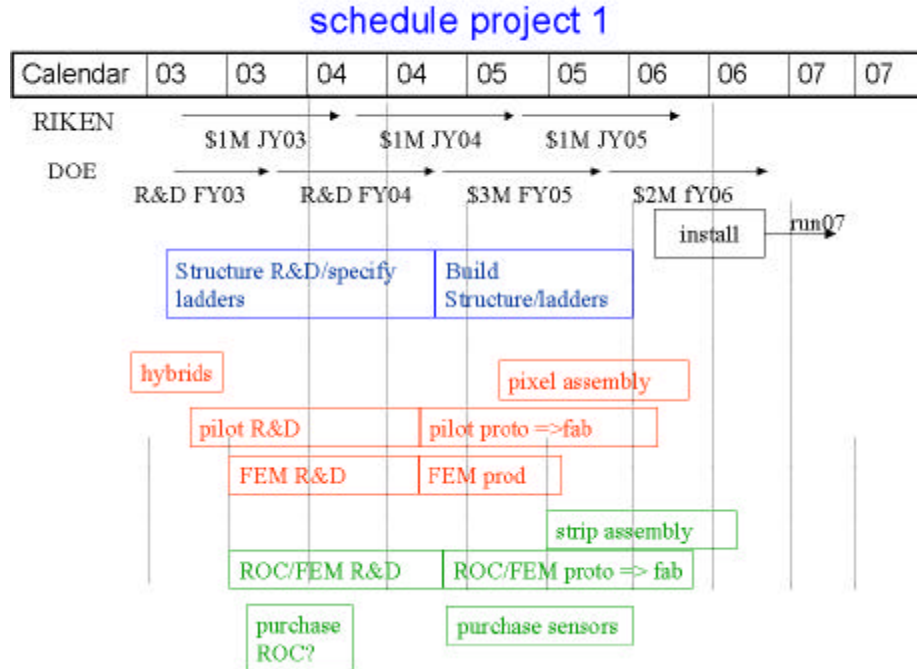 schedule project 1
Calendar 03 03 04 04 05 05 06 06 07 07
RIKEN
$1M JY03 $1M JY04 $1M JY05
DOE
R&D FY03 R&D FY04 $3M FY05 $2M fY06
install run07
Structure R&D/specify
ladders
Build
Structure/ladders
hybrids
pixel assembly
pilot R&D pilot proto =>fab
FEM R&D FEM prod
strip assembly
ROC/FEM R&D ROC/FEM proto => fab
purchase
ROC?
purchase sensors